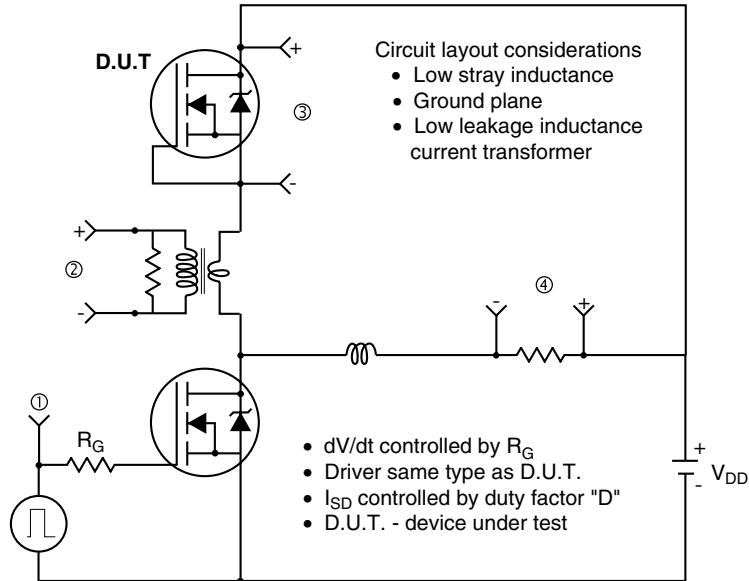 D.U.T
+
-
③
Circuit layout considerations
• Low stray inductance
• Ground plane
• Low leakage inductance
current transformer
+
②
-
-
④
+
①
R_G
• dV/dt controlled by R_G
• Driver same type as D.U.T.
• I_SD controlled by duty factor "D"
• D.U.T. - device under test
+
-
V_DD